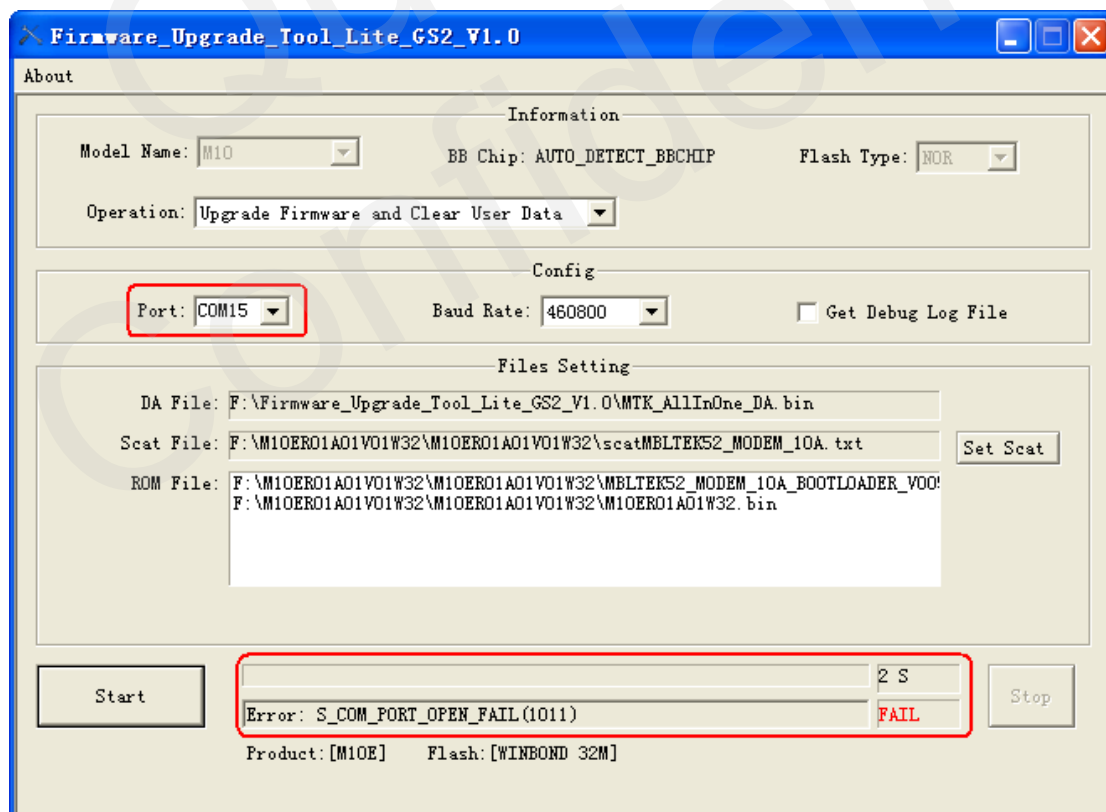 Firmware_Upgrade_Tool_Lite_GS2_V1.0
About
Information
Model Name: M10 BB Chip: AUTO_DETECT_BBCHIP Flash Type: NOR
Operation: Upgrade Firmware and Clear User Data
Config
Port: COM15 Baud Rate: 460800 Get Debug Log File
Files Setting
DA File: F:\Firmware_Upgrade_Tool_Lite_GS2_V1.0\MTK_AllInOne_DA.bin
Scat File: F:\M10ER01A01V01W32\M10ER01A01V01W32\scatMBLTEK52_MODEM_10A.txt Set Scat
ROM File: F:\M10ER01A01V01W32\M10ER01A01V01W32\MBLTEK52_MODEM_10A_BOOTLOADER_V00
F:\M10ER01A01V01W32\M10ER01A01V01W32\M10ER01A01W32.bin
2 S
Start Stop
Error: S_COM_PORT_OPEN_FAIL(1011) FAIL
Product:[M10E] Flash:[WINBOND 32M]